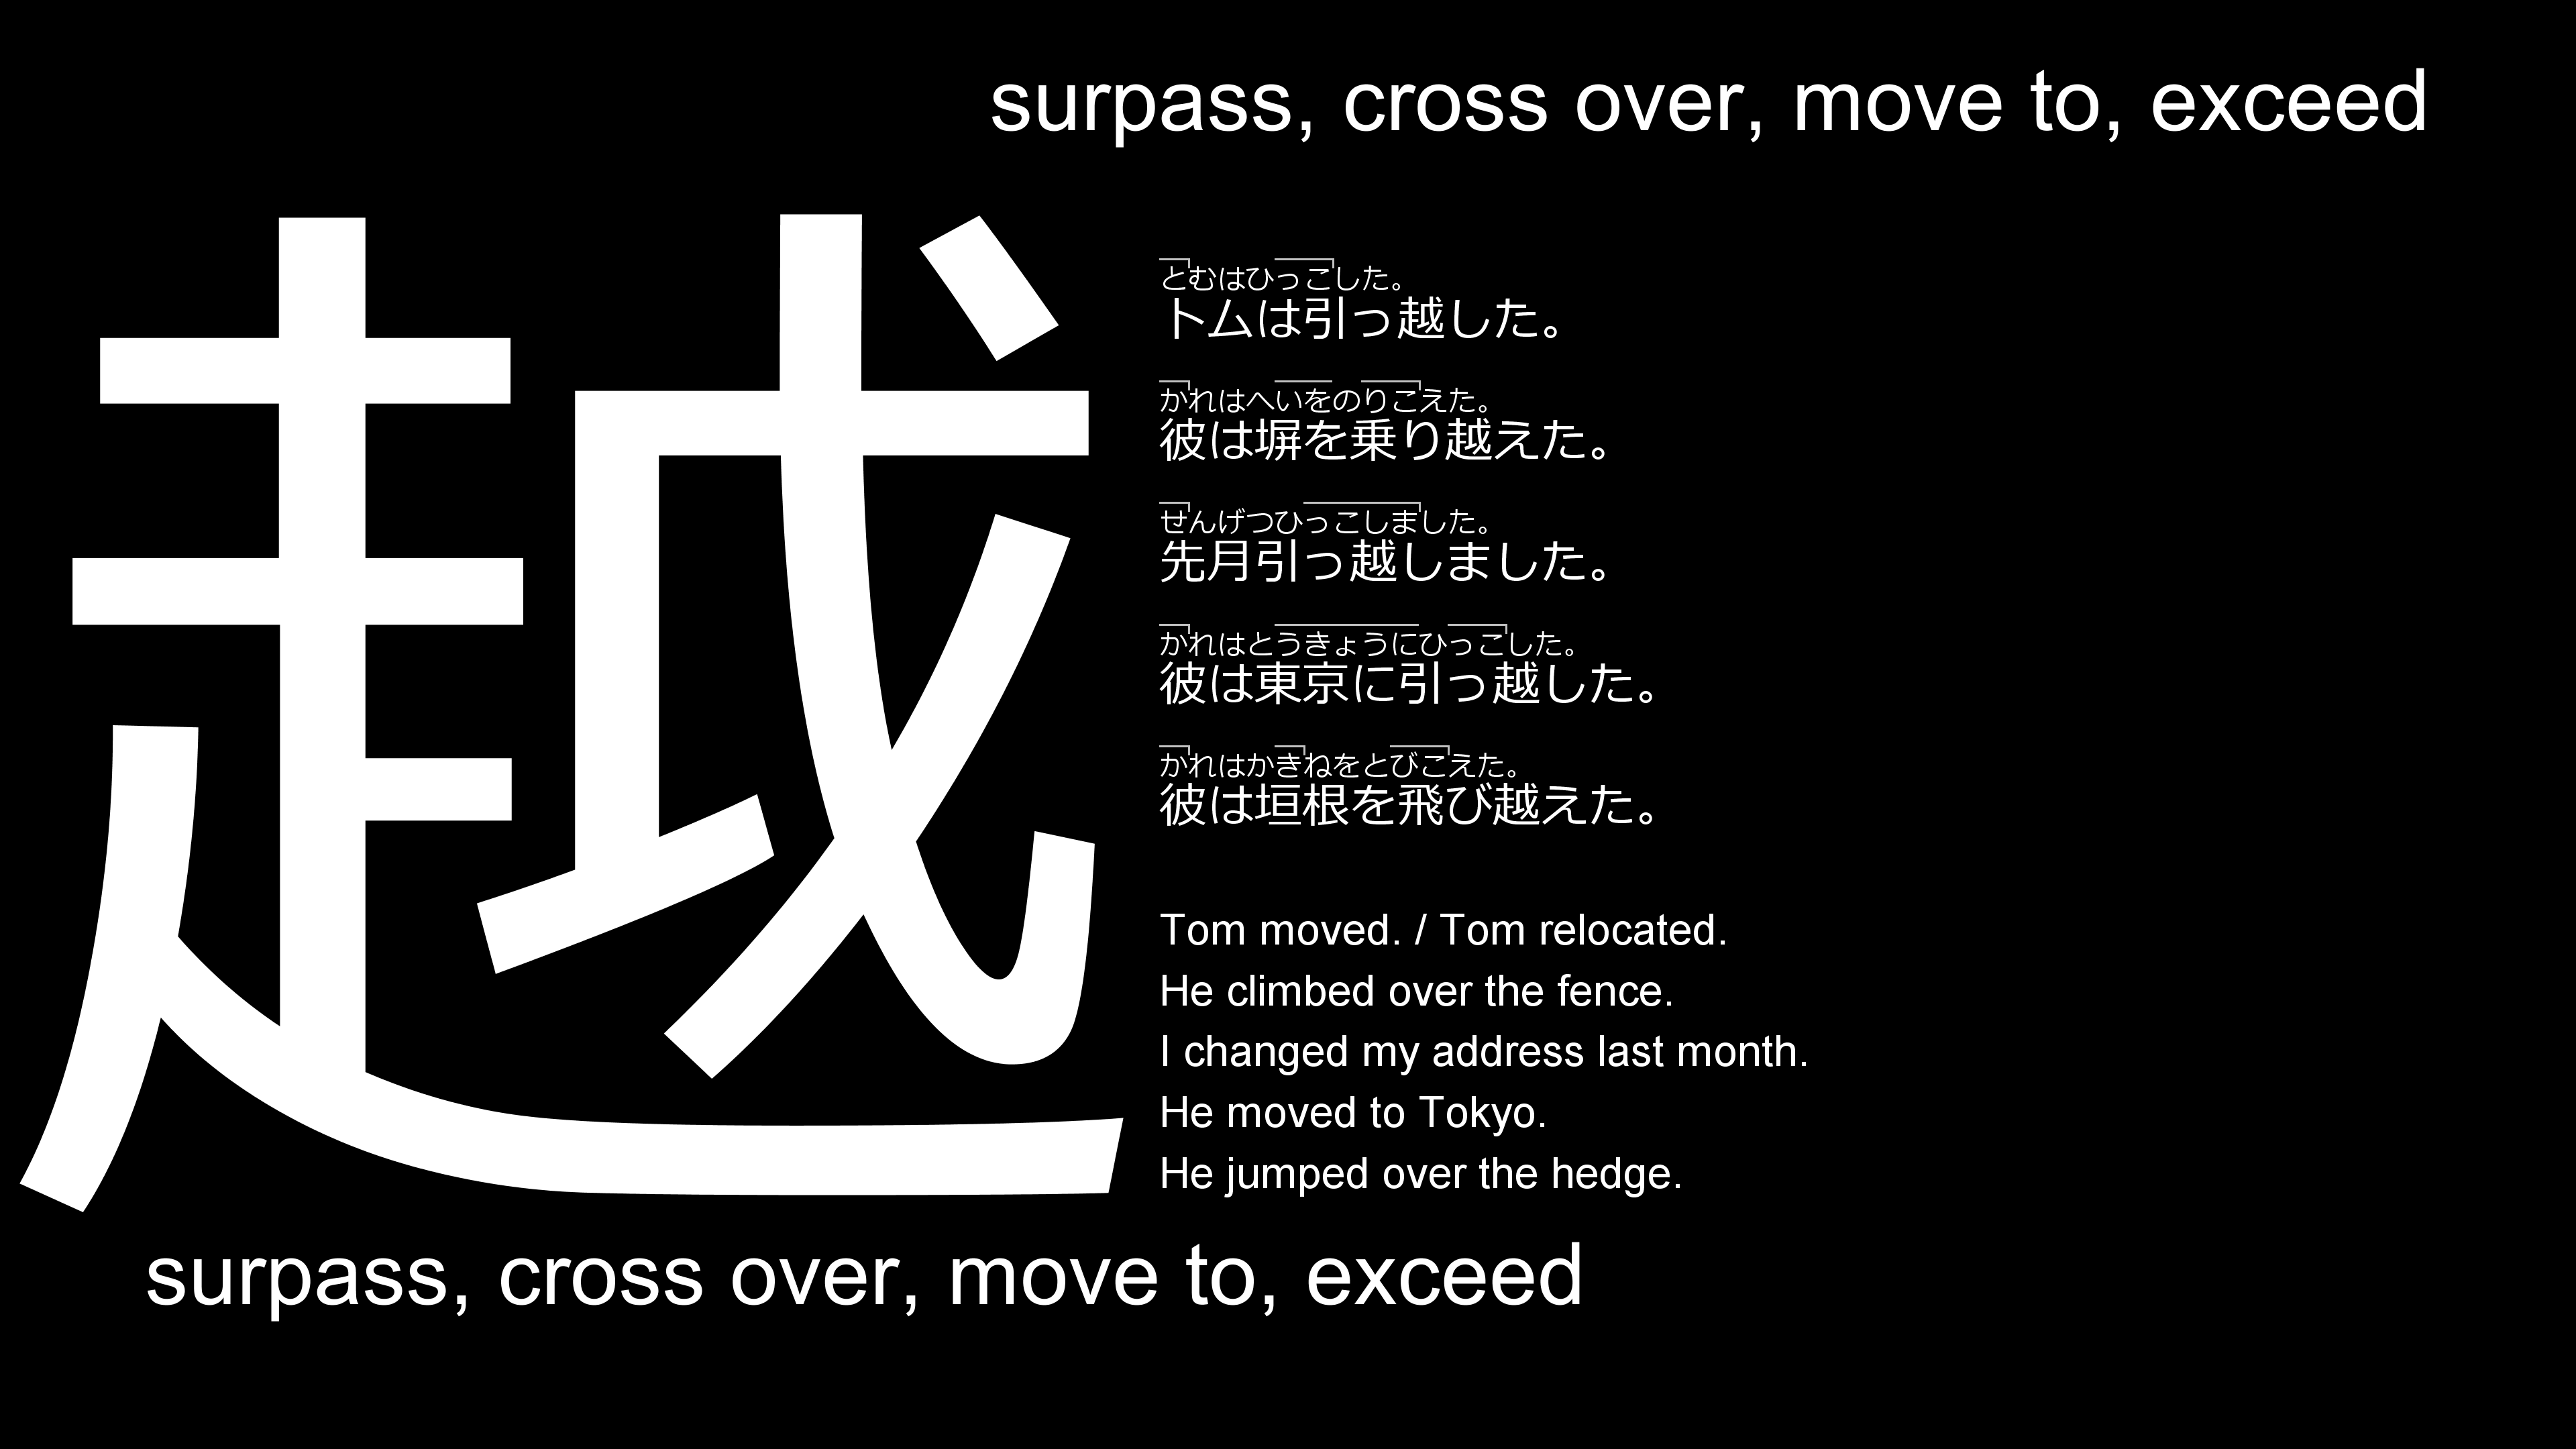 surpass, cross over, move to, exceed
越
とむはひっこした。
トムは引っ越した。
かれはへいをのりこえた。
彼は塀を乗り越えた。
せんげつひっこしました。
先月引っ越しました。
かれはとうきょうにひっこした。
彼は東京に引っ越した。
かれはかきねをとびこえた。
彼は垣根を飛び越えた。
Tom moved. / Tom relocated.
He climbed over the fence.
I changed my address last month.
He moved to Tokyo.
He jumped over the hedge.
surpass, cross over, move to, exceed